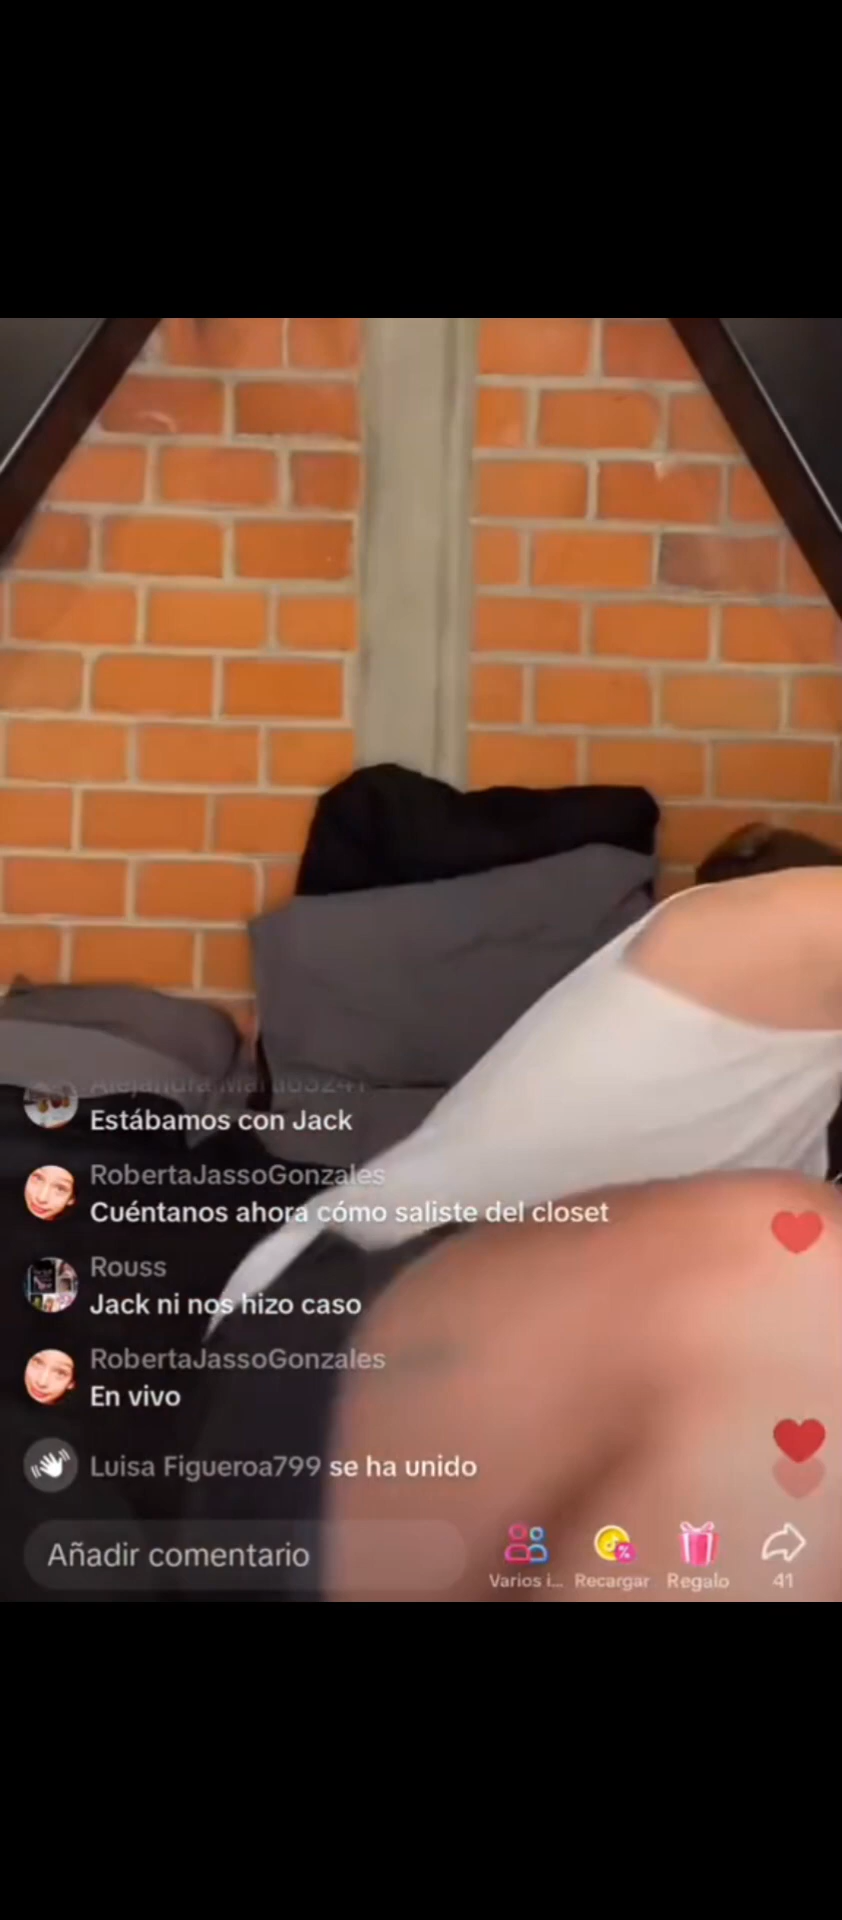 Estábamos con Jack
RobertaJassoGonzales
Cuéntanos ahora cómo saliste del closet
Rouss
Jack ni nos hizo caso
RobertaJassoGonzales
En vivo
Luisa Figueroa799 se ha unido
Añadir comentario
Varios i...
Recargar
Regalo
41